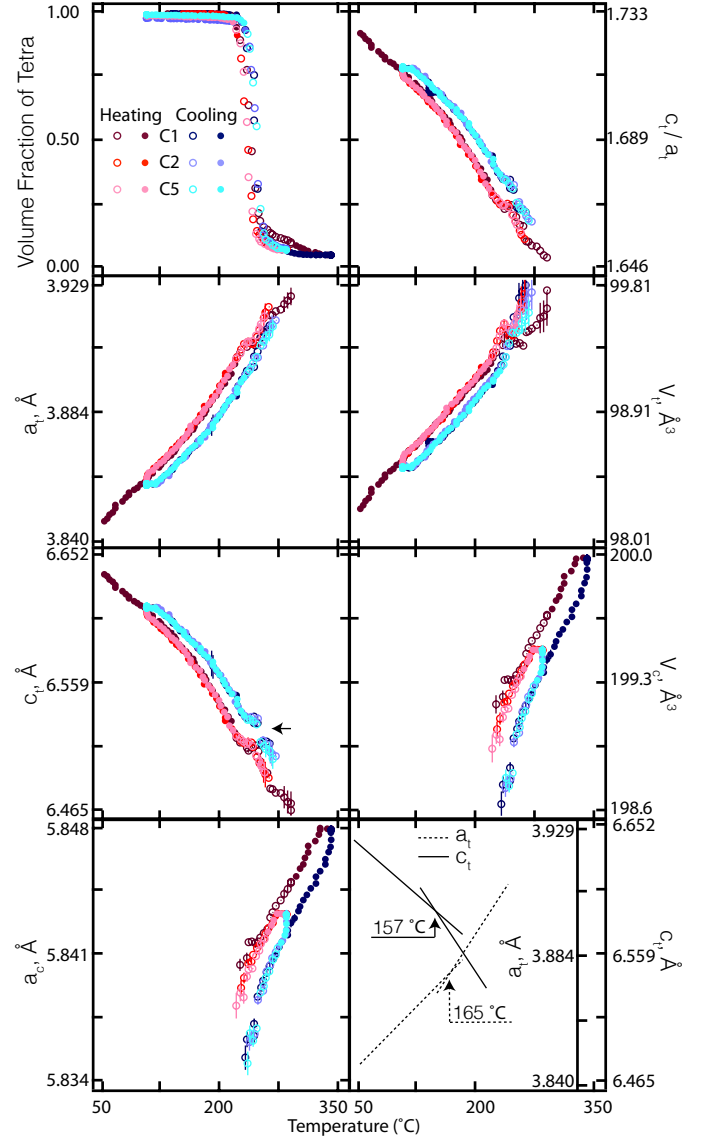 1.00
0.50
0.00
Volume Fraction of Tetra
Heating Cooling
C1
C2
C5
1.733
1.689
1.646
c_t/a_t
3.929
3.884
3.840
a_t, Å
99.81
98.91
98.01
V_t, Å³
6.652
6.559
6.465
c_t, Å
200.0
199.3
198.6
V_c, Å³
5.848
5.841
5.834
a_c, Å
a_t
c_t
157 °C
165 °C
3.929
3.884
3.840
a_t, Å
6.652
6.559
6.465
c_t, Å
50 200 350 50 200 350
Temperature (°C)